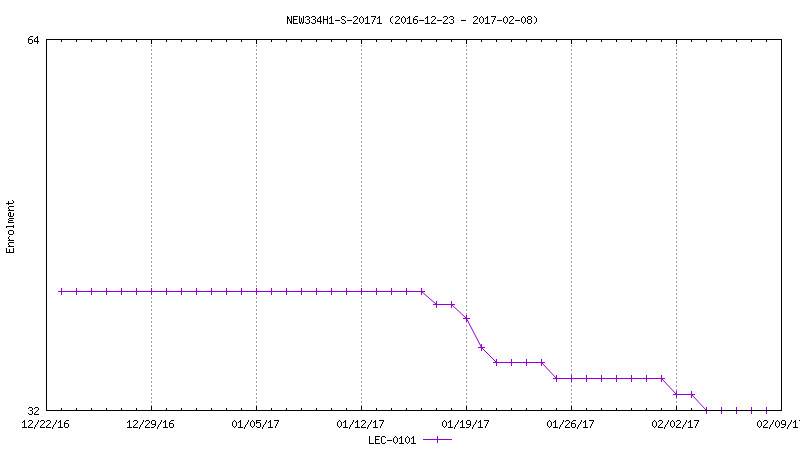 NEW334H1-S-20171 (2016-12-23 - 2017-02-08)
64
Enrolment
32
12/22/16 12/29/16 01/05/17 01/12/17 01/19/17 01/26/17 02/02/17 02/09/1
LEC-0101